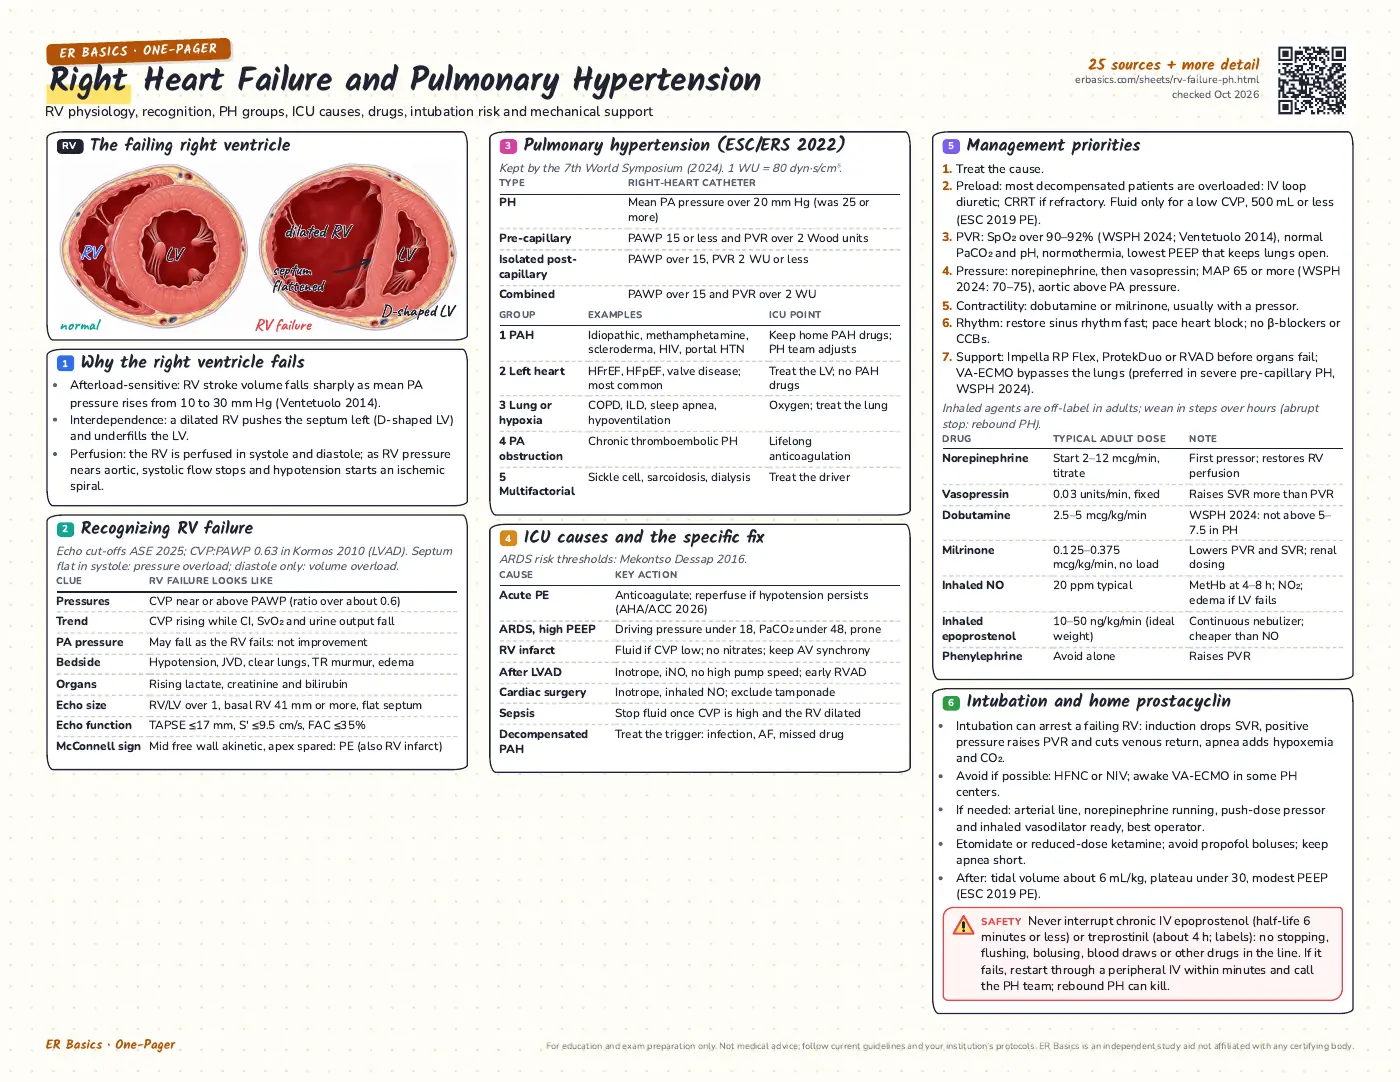 ER BASICS · ONE-PAGER
Right Heart Failure and Pulmonary Hypertension
RV physiology, recognition, PH groups, ICU causes, drugs, intubation risk and mechanical support
25 sources + more detail
erbasics.com/sheets/rv-failure-ph.html
checked Oct 2026
RV The failing right ventricle
RV
LV
normal
dilated RV
LV
septum
flattened
D-shaped LV
RV failure
1 Why the right ventricle fails
• Afterload-sensitive: RV stroke volume falls sharply as mean PA
pressure rises from 10 to 30 mm Hg (Ventetuolo 2014).
• Interdependence: a dilated RV pushes the septum left (D-shaped LV)
and underfills the LV.
• Perfusion: the RV is perfused in systole and diastole; as RV pressure
nears aortic, systolic flow stops and hypotension starts an ischemic
spiral.
2 Recognizing RV failure
Echo cut-offs ASE 2025; CVP:PAWP 0.63 in Kormos 2010 (LVAD). Septum
flat in systole: pressure overload; diastole only: volume overload.
CLUE RV FAILURE LOOKS LIKE
Pressures CVP near or above PAWP (ratio over about 0.6)
Trend CVP rising while CI, SvO₂ and urine output fall
PA pressure May fall as the RV fails: not improvement
Bedside Hypotension, JVD, clear lungs, TR murmur, edema
Organs Rising lactate, creatinine and bilirubin
Echo size RV/LV over 1, basal RV 41 mm or more, flat septum
Echo function TAPSE ≤17 mm, S' ≤9.5 cm/s, FAC ≤35%
McConnell sign Mid free wall akinetic, apex spared: PE (also RV infarct)
3 Pulmonary hypertension (ESC/ERS 2022)
Kept by the 7th World Symposium (2024). 1 WU = 80 dyn·s/cm⁵.
TYPE RIGHT-HEART CATHETER
PH Mean PA pressure over 20 mm Hg (was 25 or
more)
Pre-capillary PAWP 15 or less and PVR over 2 Wood units
Isolated post- PAWP over 15, PVR 2 WU or less
capillary
Combined PAWP over 15 and PVR over 2 WU
GROUP EXAMPLES ICU POINT
1 PAH Idiopathic, methamphetamine, Keep home PAH drugs;
scleroderma, HIV, portal HTN PH team adjusts
2 Left heart HFrEF, HFpEF, valve disease; Treat the LV; no PAH
most common drugs
3 Lung or COPD, ILD, sleep apnea, Oxygen; treat the lung
hypoxia hypoventilation
4 PA Chronic thromboembolic PH Lifelong
obstruction anticoagulation
5 Sickle cell, sarcoidosis, dialysis Treat the driver
Multifactorial
4 ICU causes and the specific fix
ARDS risk thresholds: Mekontso Dessap 2016.
CAUSE KEY ACTION
Acute PE Anticoagulate; reperfuse if hypotension persists
(AHA/ACC 2026)
ARDS, high PEEP Driving pressure under 18, PaCO₂ under 48, prone
RV infarct Fluid if CVP low; no nitrates; keep AV synchrony
After LVAD Inotrope, iNO, no high pump speed; early RVAD
Cardiac surgery Inotrope, inhaled NO; exclude tamponade
Sepsis Stop fluid once CVP is high and the RV dilated
Decompensated Treat the trigger: infection, AF, missed drug
PAH
5 Management priorities
1. Treat the cause.
2. Preload: most decompensated patients are overloaded: IV loop
diuretic; CRRT if refractory. Fluid only for a low CVP, 500 mL or less
(ESC 2019 PE).
3. PVR: SpO₂ over 90–92% (WSPH 2024; Ventetuolo 2014), normal
PaCO₂ and pH, normothermia, lowest PEEP that keeps lungs open.
4. Pressure: norepinephrine, then vasopressin; MAP 65 or more (WSPH
2024: 70–75), aortic above PA pressure.
5. Contractility: dobutamine or milrinone, usually with a pressor.
6. Rhythm: restore sinus rhythm fast; pace heart block; no β-blockers or
CCBs.
7. Support: Impella RP Flex, ProtekDuo or RVAD before organs fail;
VA-ECMO bypasses the lungs (preferred in severe pre-capillary PH,
WSPH 2024).
Inhaled agents are off-label in adults; wean in steps over hours (abrupt
stop: rebound PH).
DRUG TYPICAL ADULT DOSE NOTE
Norepinephrine Start 2–12 mcg/min, First pressor; restores RV
titrate perfusion
Vasopressin 0.03 units/min, fixed Raises SVR more than PVR
Dobutamine 2.5–5 mcg/kg/min WSPH 2024: not above 5–
7.5 in PH
Milrinone 0.125–0.375 Lowers PVR and SVR; renal
mcg/kg/min, no load dosing
Inhaled NO 20 ppm typical MetHb at 4–8 h; NO₂;
edema if LV fails
Inhaled 10–50 ng/kg/min (ideal Continuous nebulizer;
epoprostenol weight) cheaper than NO
Phenylephrine Avoid alone Raises PVR
6 Intubation and home prostacyclin
• Intubation can arrest a failing RV: induction drops SVR, positive
pressure raises PVR and cuts venous return, apnea adds hypoxemia
and CO₂.
• Avoid if possible: HFNC or NIV; awake VA-ECMO in some PH
centers.
• If needed: arterial line, norepinephrine running, push-dose pressor
and inhaled vasodilator ready, best operator.
• Etomidate or reduced-dose ketamine; avoid propofol boluses; keep
apnea short.
• After: tidal volume about 6 mL/kg, plateau under 30, modest PEEP
(ESC 2019 PE).
SAFETY Never interrupt chronic IV epoprostenol (half-life 6
minutes or less) or treprostinil (about 4 h; labels): no stopping,
flushing, bolusing, blood draws or other drugs in the line. If it
fails, restart through a peripheral IV within minutes and call
the PH team; rebound PH can kill.
ER Basics · One-Pager
For education and exam preparation only. Not medical advice; follow current guidelines and your institution's protocols. ER Basics is an independent study aid not affiliated with any certifying body.